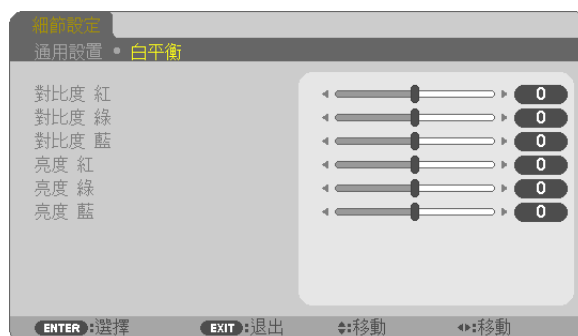 細節設定
通用設置 • 白平衡
對比度 紅 0
對比度 綠 0
對比度 藍 0
亮度 紅 0
亮度 綠 0
亮度 藍 0
ENTER:選擇 EXIT:退出 :移動 :移動